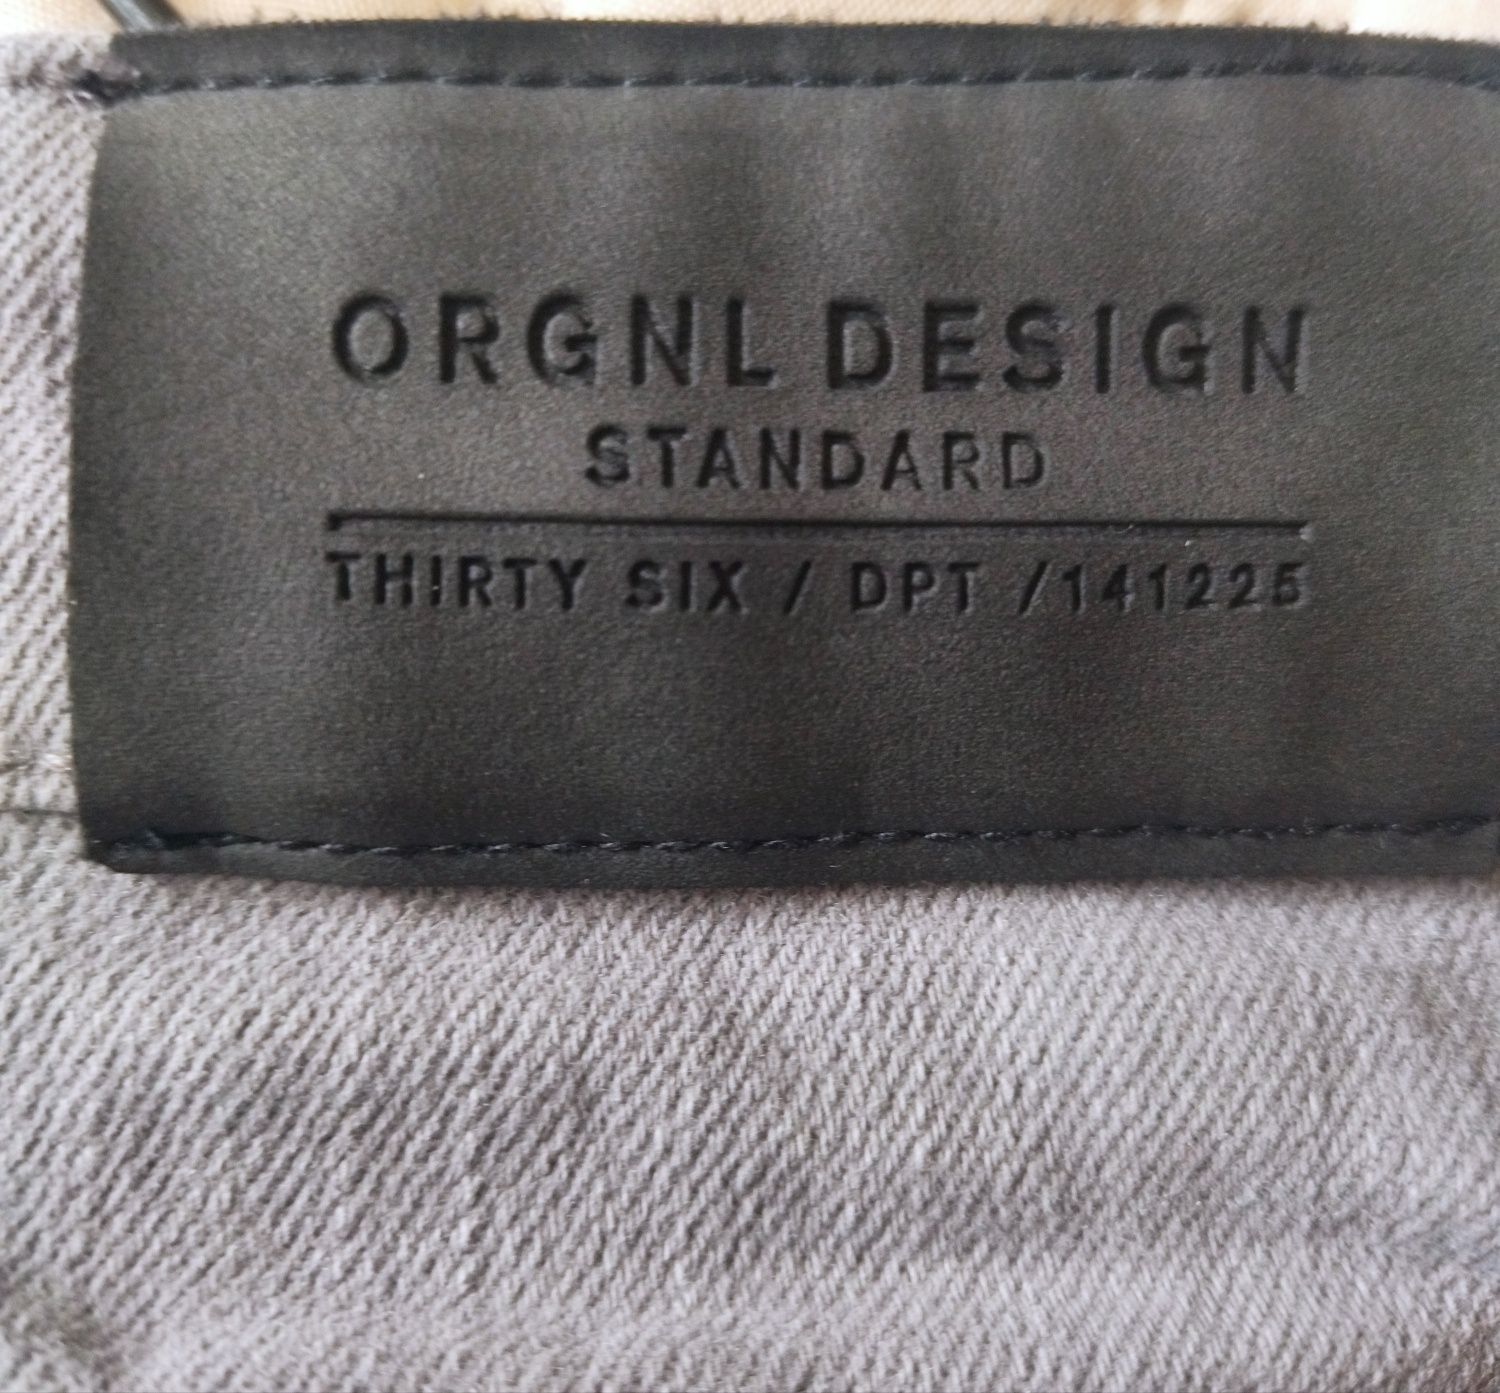 ORGNL DESIGN
STANDARD
THIRTY SIX / DPT /141225